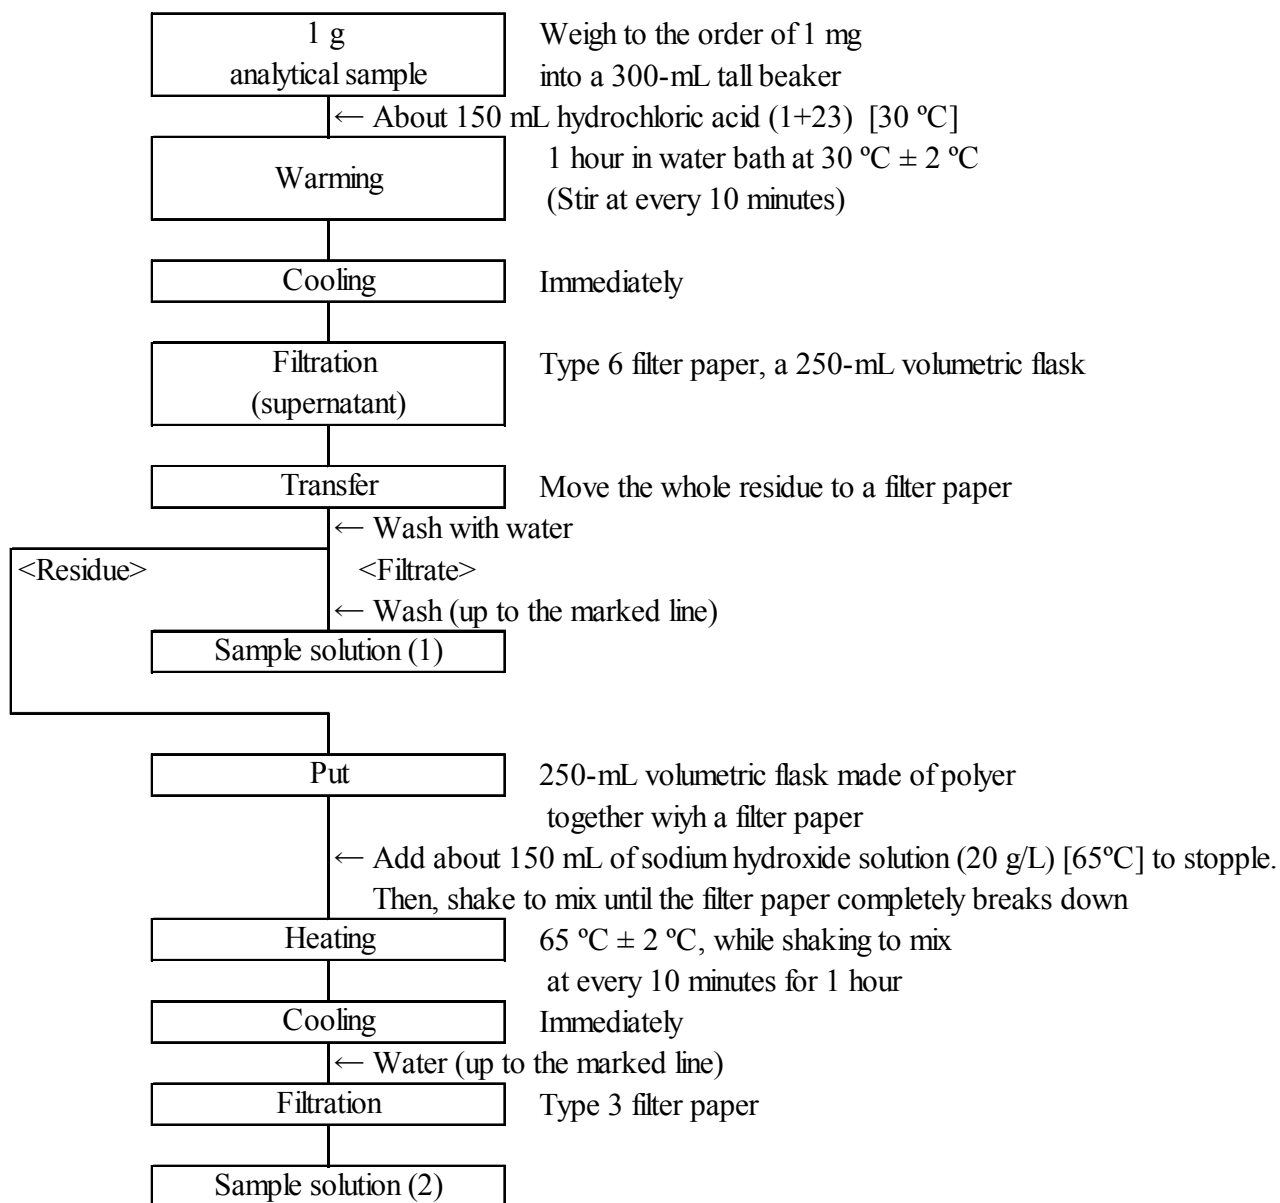 1 g
analytical sample
Weigh to the order of 1 mg
into a 300-mL tall beaker
← About 150 mL hydrochloric acid (1+23) [30 ºC]
Warming
1 hour in water bath at 30 ºC ± 2 ºC
(Stir at every 10 minutes)
Cooling
Immediately
Filtration
(supernatant)
Type 6 filter paper, a 250-mL volumetric flask
Transfer
Move the whole residue to a filter paper
← Wash with water
<Residue>
<Filtrate>
← Wash (up to the marked line)
Sample solution (1)
Put
250-mL volumetric flask made of polyer
together wiyh a filter paper
← Add about 150 mL of sodium hydroxide solution (20 g/L) [65ºC] to stopple.
Then, shake to mix until the filter paper completely breaks down
Heating
65 ºC ± 2 ºC, while shaking to mix
at every 10 minutes for 1 hour
Cooling
Immediately
← Water (up to the marked line)
Filtration
Type 3 filter paper
Sample solution (2)